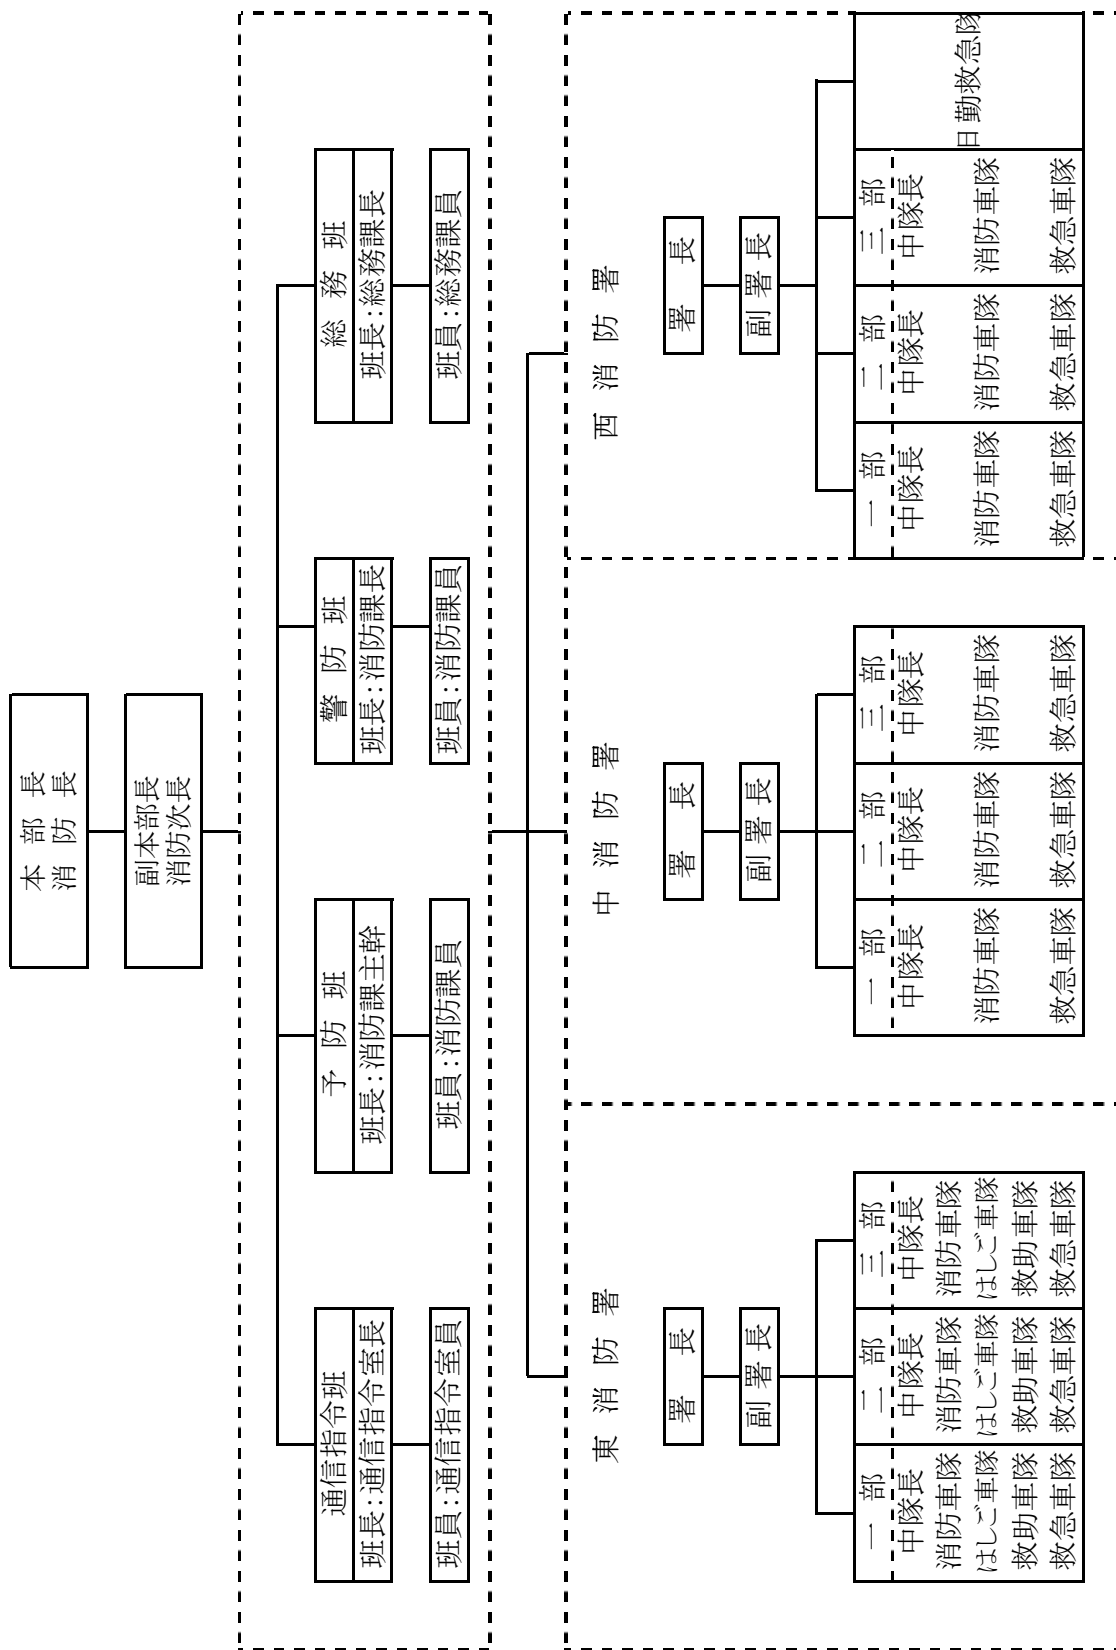 本部長
消防長
副本部長
消防次長
通信指令班
班長：通信指令室長
班員：通信指令室員
予防班
班長：消防課主幹
班員：消防課員
警防班
班長：消防課長
班員：消防課員
総務班
班長：総務課長
班員：総務課員
東消防署
署長
副署長
一部
中隊長
消防車隊
はしご車隊
救助車隊
救急車隊
二部
中隊長
消防車隊
はしご車隊
救助車隊
救急車隊
三部
中隊長
消防車隊
はしご車隊
救助車隊
救急車隊
中消防署
署長
副署長
一部
中隊長
消防車隊
救急車隊
二部
中隊長
消防車隊
救急車隊
三部
中隊長
消防車隊
救急車隊
西消防署
署長
副署長
一部
中隊長
消防車隊
救急車隊
二部
中隊長
消防車隊
救急車隊
三部
中隊長
消防車隊
救急車隊
日勤救急隊